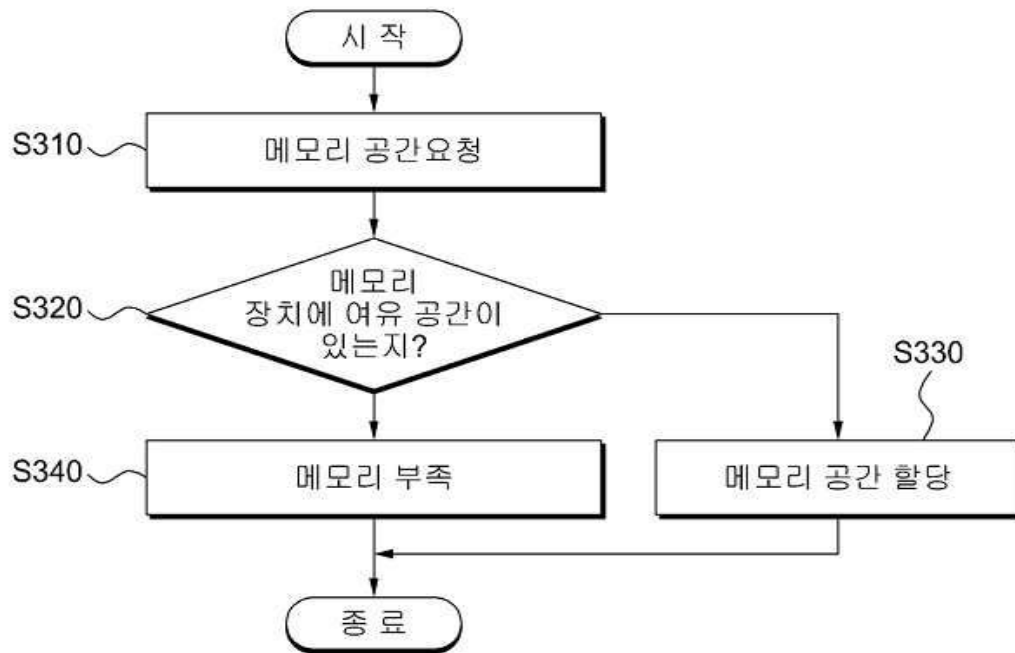 시 작
S310
메모리 공간요청
S320
메모리
장치에 여유 공간이
있는지?
S330
S340
메모리 부족
메모리 공간 할당
종 료